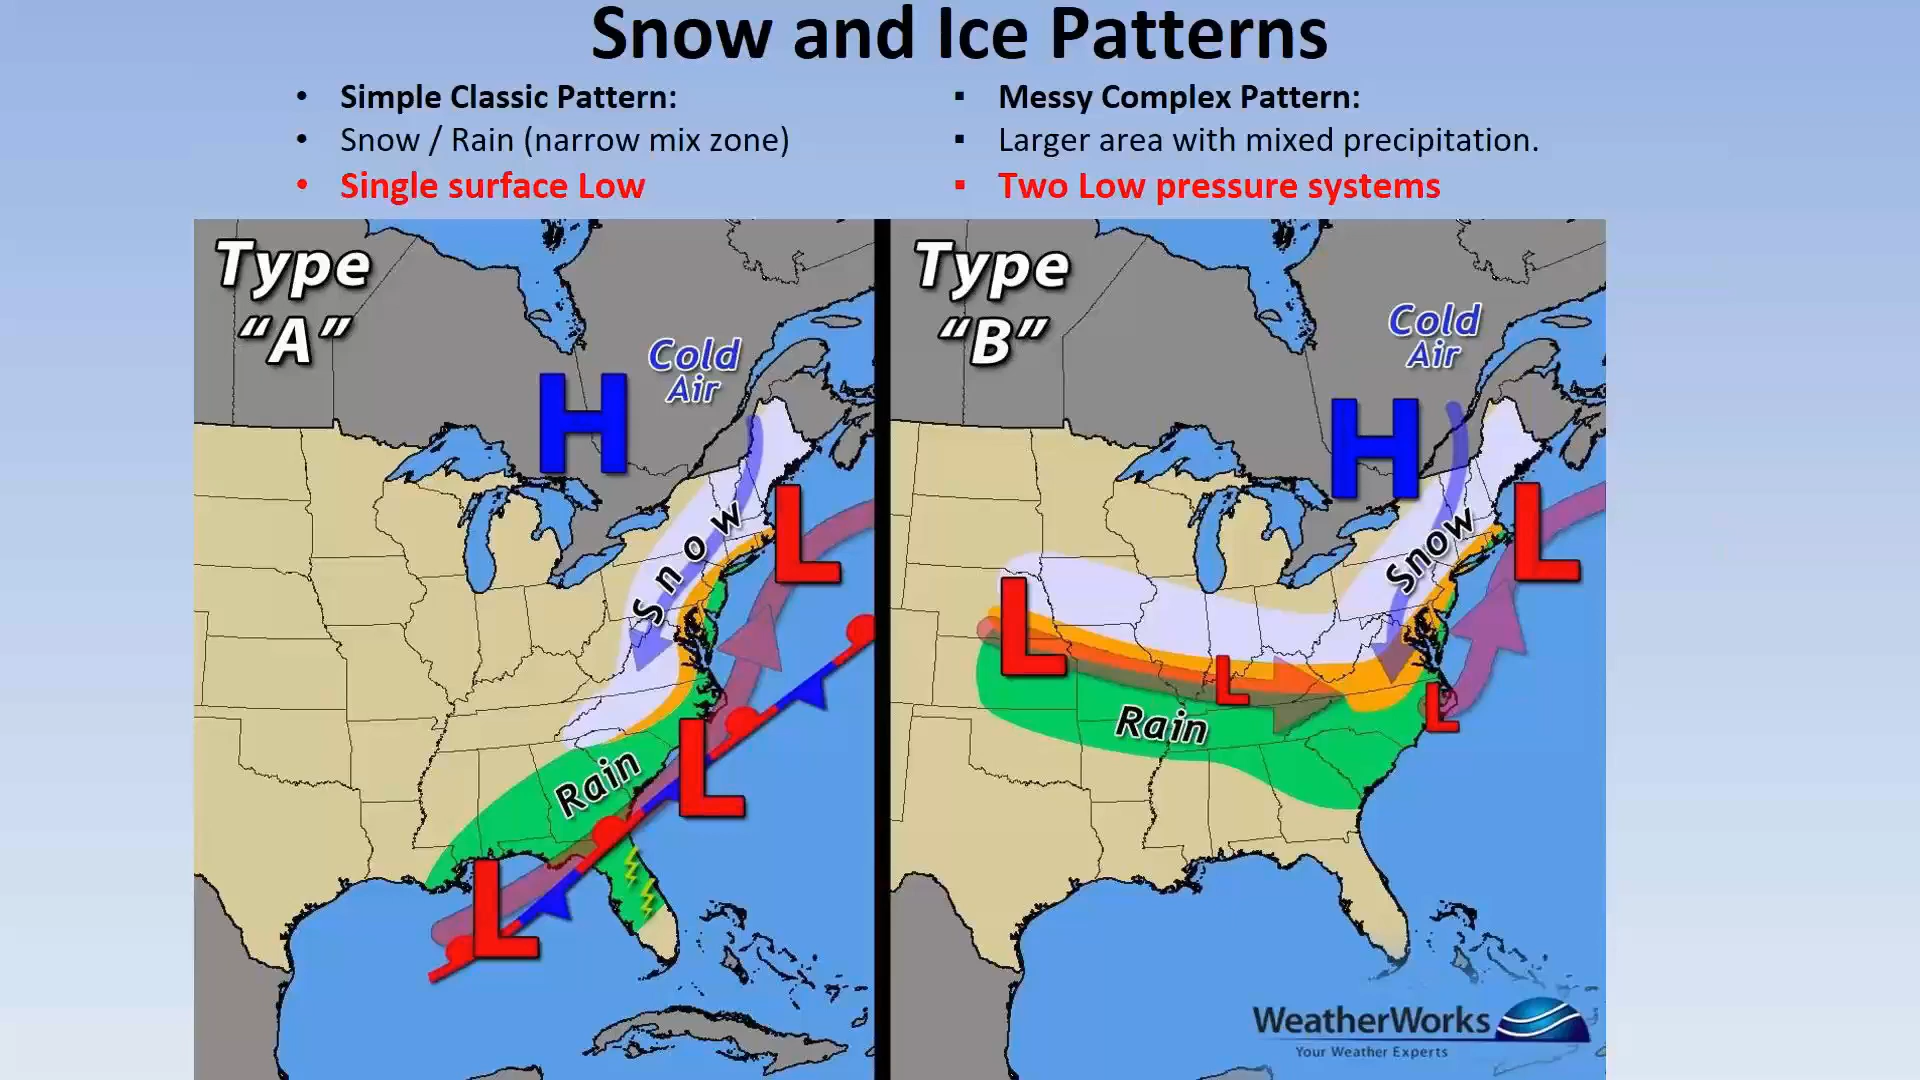 Snow and Ice Patterns
• Simple Classic Pattern:
• Snow / Rain (narrow mix zone)
• Single surface Low
▪ Messy Complex Pattern:
▪ Larger area with mixed precipitation.
▪ Two Low pressure systems
Type
"A"
Cold
Air
H
L
Snow
L
Rain
L
Type
"B"
Cold
Air
H
L
Snow
L
L
L
Rain
WeatherWorks
Your Weather Experts